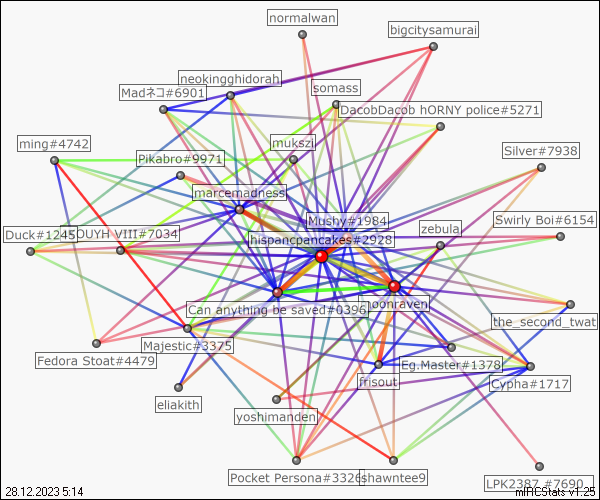 normalwan
bigcitysamurai
neokingghidorah
somass
Madネコ#6901
DacobDacob hORNY police#5271
ming#4742
mukszi
Pikabro#9971
Silver#7938
marcemadness
Mushy#1984
Swirly Boi#6154
zebula
Duck#1245
DUYH VIII#7034
hispancpancakes#2928
Can anything be saved#0396
oonraven
the_second_twat
Majestic#3375
Fedora Stoat#4479
Eg.Master#1378
frisout
Cypha#1717
eliakith
yoshimanden
Pocket Persona#3326
shawntee9
LPK2387 #7690
28.12.2023 5:14
mIRCStats v1.25